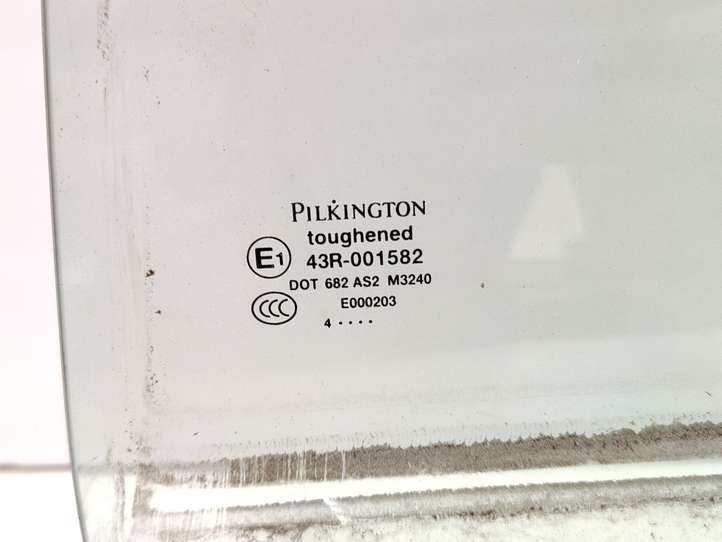 PILKINGTON
toughened
E1 43R-001582
DOT 682 AS2 M3240
CCC E000203
4 ····